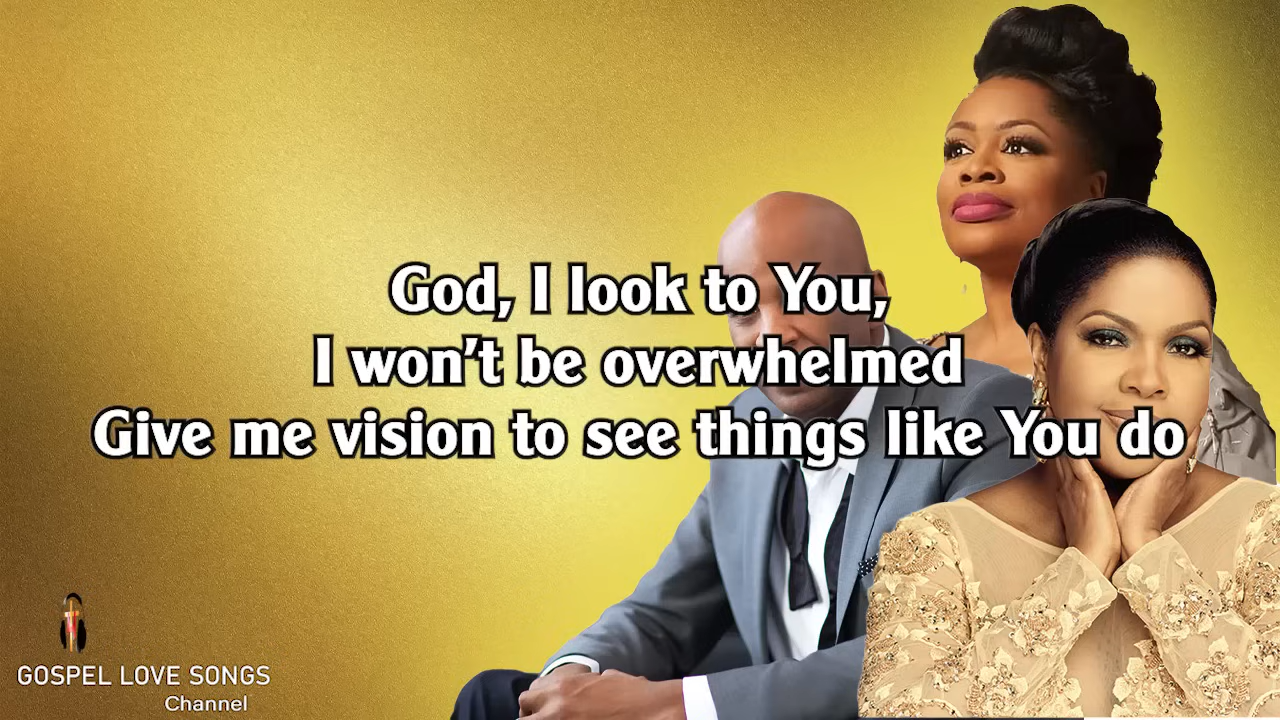 God, I look to You,
I won't be overwhelmed
Give me vision to see things like You do
GOSPEL LOVE SONGS
Channel